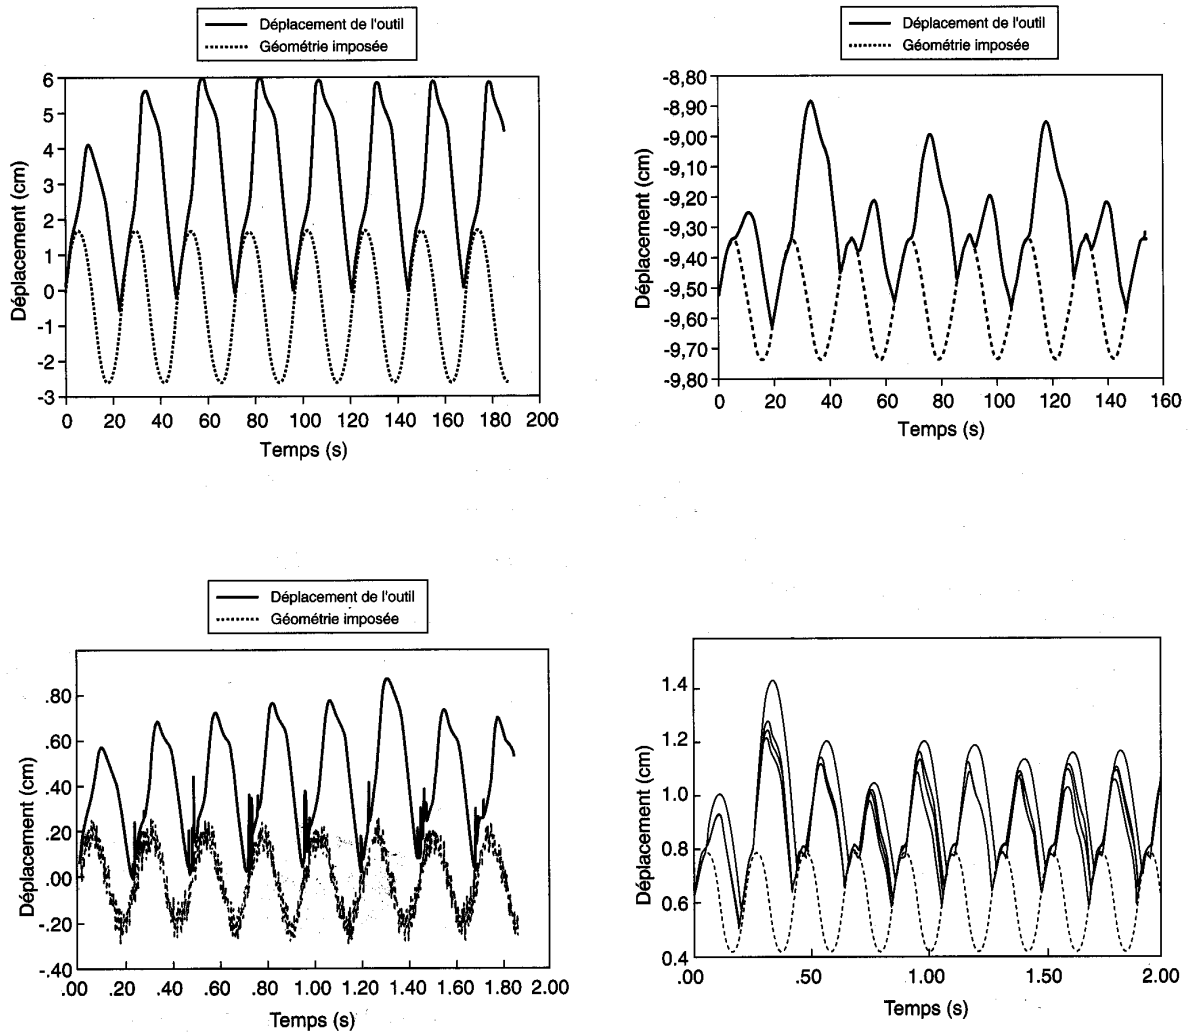 Déplacement de l'outil
Géométrie imposée
Déplacement (cm)
6
5
4
3
2
1
0
-1
-2
-3
0 20 40 60 80 100 120 140 160 180 200
Temps (s)
Déplacement de l'outil
Géométrie imposée
Déplacement (cm)
-8,80
-8,90
-9,00
-9,10
-9,20
-9,30
-9,40
-9,50
-9,60
-9,70
-9,80
0 20 40 60 80 100 120 140 160
Temps (s)
Déplacement de l'outil
Géométrie imposée
Déplacement (cm)
.80
.60
.40
.20
.00
-.20
-.40
.00 .20 .40 .60 .80 1.00 1.20 1.40 1.60 1.80 2.00
Temps (s)
Déplacement (cm)
1.4
1.2
1.0
0.8
0.6
0.4
.00 .50 1.00 1.50 2.00
Temps (s)